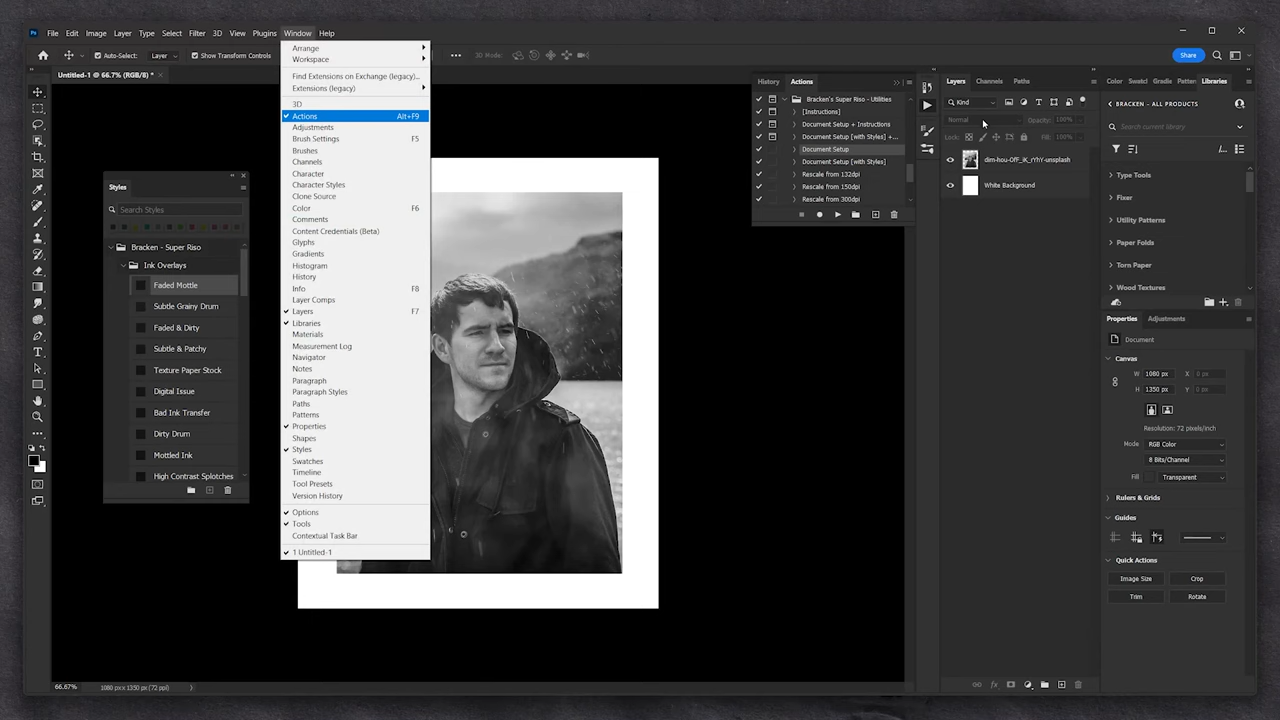 Ps File Edit Image Layer Type Select Filter 3D View Plugins Window Help
Auto-Select: Layer Show Transform Controls 3D Mode: Share
Untitled-1 @ 66.7% (RGB/8) *
Arrange
Workspace
Find Extensions on Exchange (legacy)...
Extensions (legacy)
3D
Actions Alt+F9
Adjustments
Brush Settings F5
Brushes
Channels
Character
Character Styles
Clone Source
Color F6
Comments
Content Credentials (Beta)
Glyphs
Gradients
Histogram
History
Info F8
Layer Comps
Layers F7
Libraries
Materials
Measurement Log
Navigator
Notes
Paragraph
Paragraph Styles
Paths
Patterns
Properties
Shapes
Styles
Swatches
Timeline
Tool Presets
Version History
Options
Tools
Contextual Task Bar
1 Untitled-1
Styles
Search Styles
Bracken - Super Riso
Ink Overlays
Faded Mottle
Subtle Grainy Drum
Faded & Dirty
Subtle & Patchy
Texture Paper Stock
Digital Issue
Bad Ink Transfer
Dirty Drum
Mottled Ink
High Contrast Splotches
History Actions
Bracken's Super Riso - Utilities
[Instructions]
Document Setup + Instructions
Document Setup [with Styles] +...
Document Setup
Document Setup [with Styles]
Rescale from 132dpi
Rescale from 150dpi
Rescale from 300dpi
Layers Channels Paths
Kind
Normal Opacity: 100%
Lock: Fill: 100%
White Background
Color Swatc Gradie Patter Libraries
BRACKEN - ALL PRODUCTS
Search current library
Type Tools
Fixer
Utility Patterns
Paper Folds
Torn Paper
Wood Textures
Properties Adjustments
Document
Canvas
W 1080 px X 0 px
H 1350 px Y 0 px
Resolution: 72 pixels/inch
Mode RGB Color
8 Bits/Channel
Fill Transparent
Rulers & Grids
Guides
Quick Actions
Image Size Crop
Trim Rotate
66.67% 1080 px x 1350 px (72 ppi)